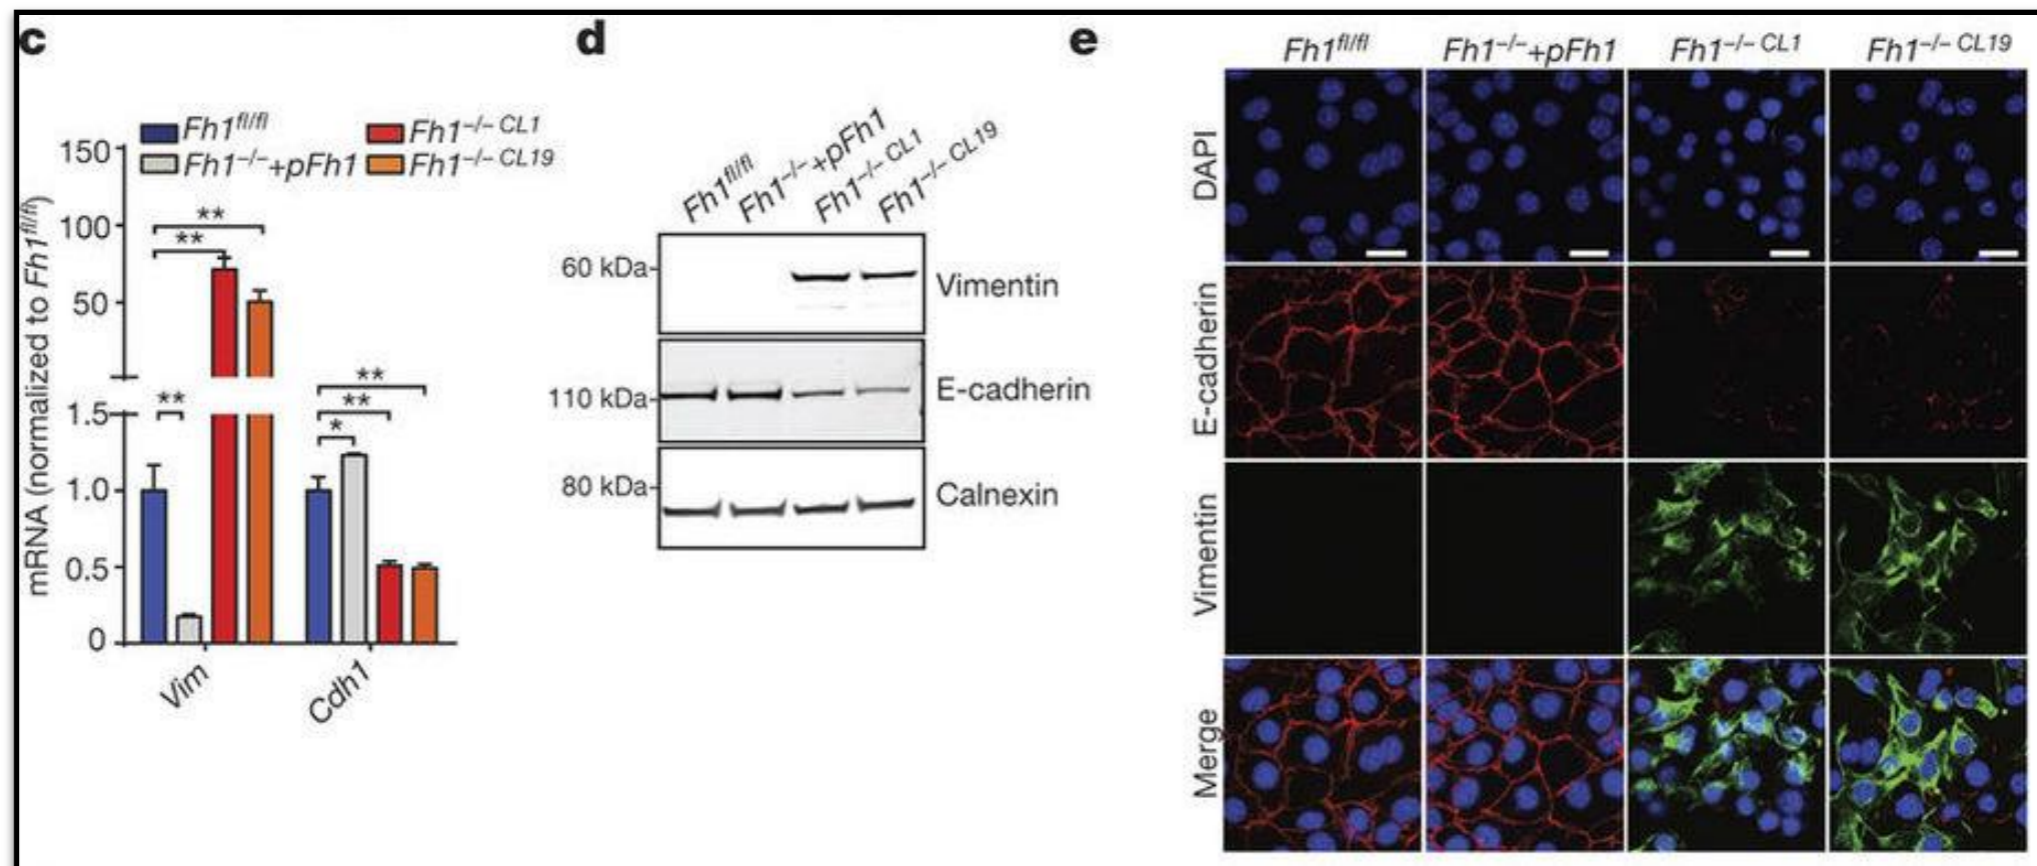 c
Fh1fl/fl
Fh1–/–+pFh1
Fh1–/– CL1
Fh1–/– CL19
mRNA (normalized to Fh1fl/fl)
150
100
50
1.5
1.0
0.5
0
**
**
**
**
**
*
Vim
Cdh1
d
Fh1fl/fl
Fh1–/–+pFh1
Fh1–/– CL1
Fh1–/– CL19
60 kDa
Vimentin
110 kDa
E-cadherin
80 kDa
Calnexin
e
Fh1fl/fl
Fh1–/–+pFh1
Fh1–/– CL1
Fh1–/– CL19
DAPI
E-cadherin
Vimentin
Merge